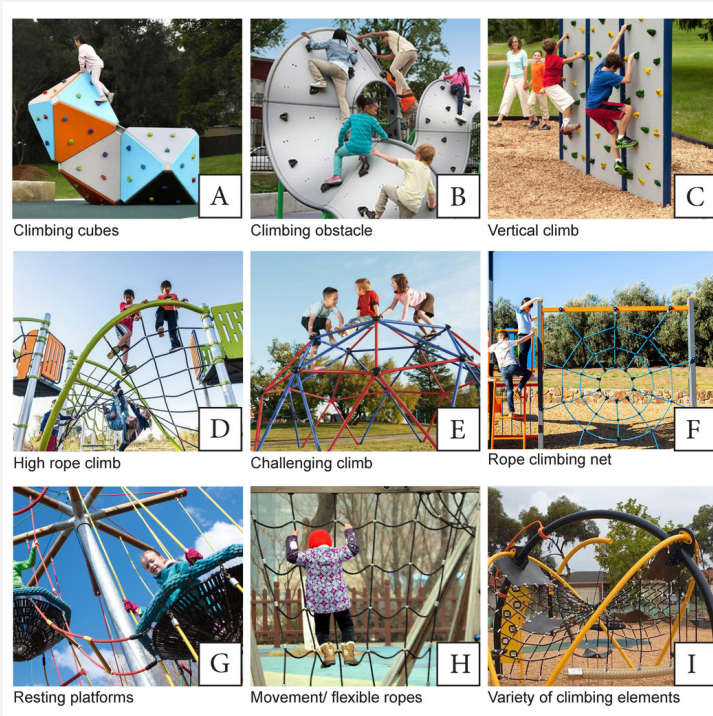 A
B
C
Climbing cubes
Climbing obstacle
Vertical climb
D
E
F
High rope climb
Challenging climb
Rope climbing net
G
H
I
Resting platforms
Movement/ flexible ropes
Variety of climbing elements